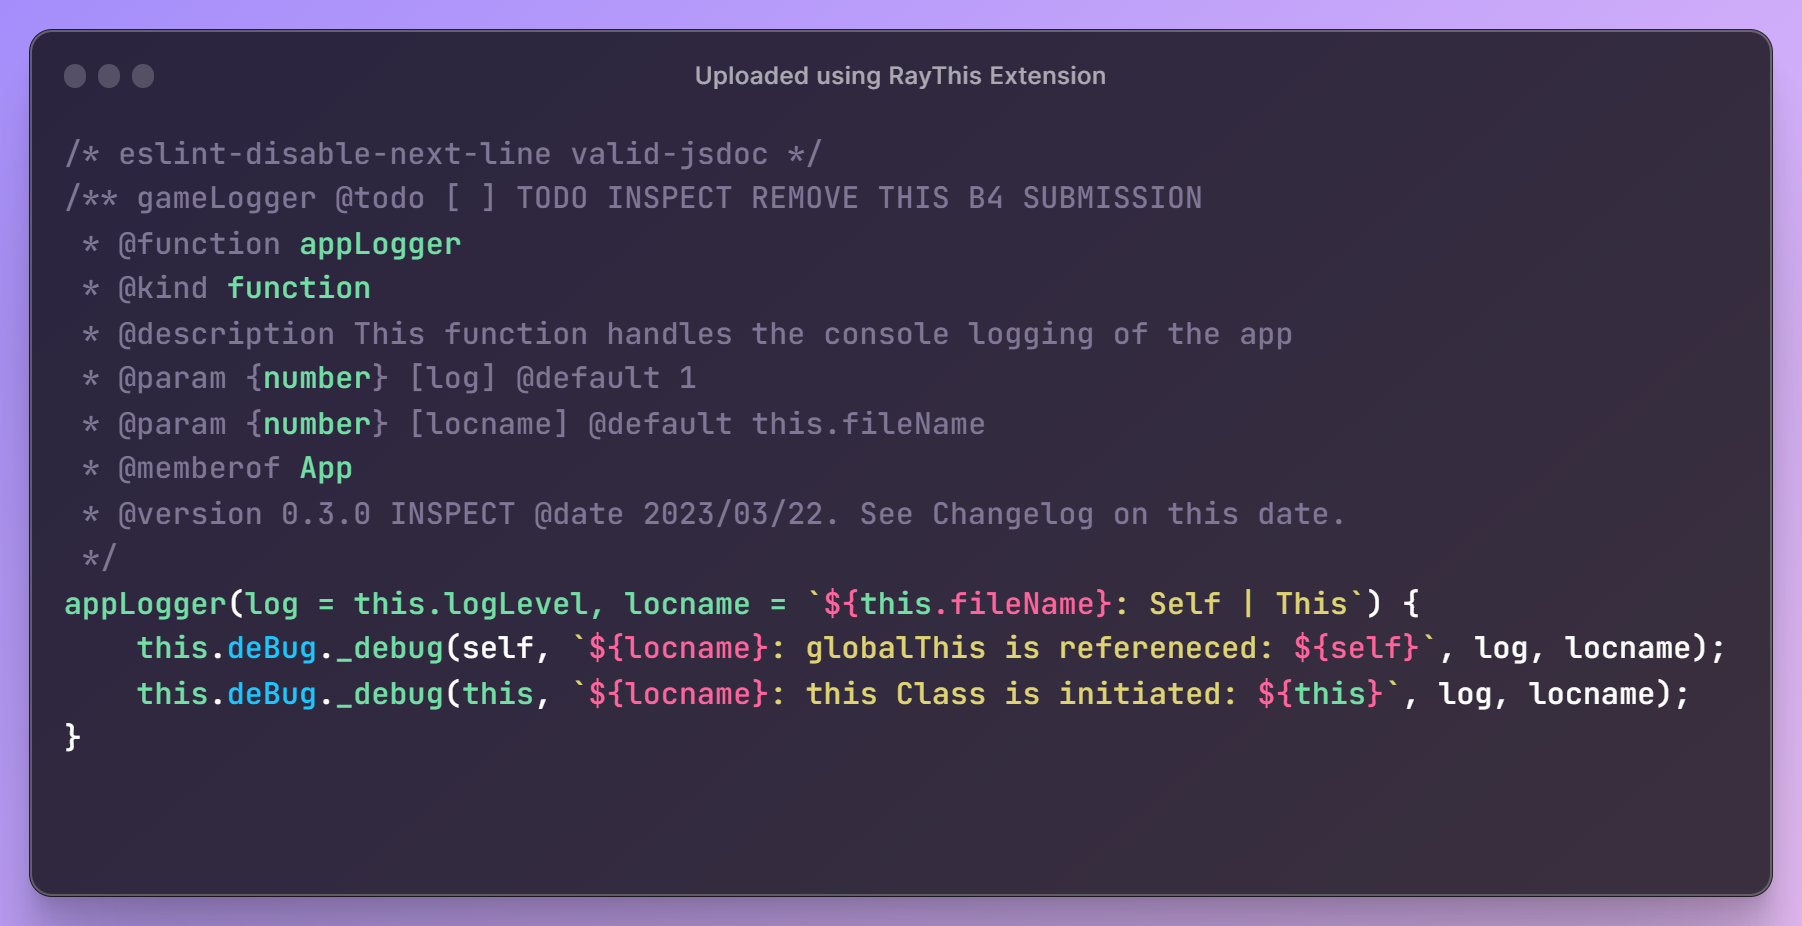 Uploaded using RayThis Extension
/* eslint-disable-next-line valid-jsdoc */
/** gameLogger @todo [ ] TODO INSPECT REMOVE THIS B4 SUBMISSION
 * @function appLogger
 * @kind function
 * @description This function handles the console logging of the app
 * @param {number} [log] @default 1
 * @param {number} [locname] @default this.fileName
 * @memberof App
 * @version 0.3.0 INSPECT @date 2023/03/22. See Changelog on this date.
 */
appLogger(log = this.logLevel, locname = `${this.fileName}: Self | This`) {
    this.deBug._debug(self, `${locname}: globalThis is refereneced: ${self}`, log, locname);
    this.deBug._debug(this, `${locname}: this Class is initiated: ${this}`, log, locname);
}